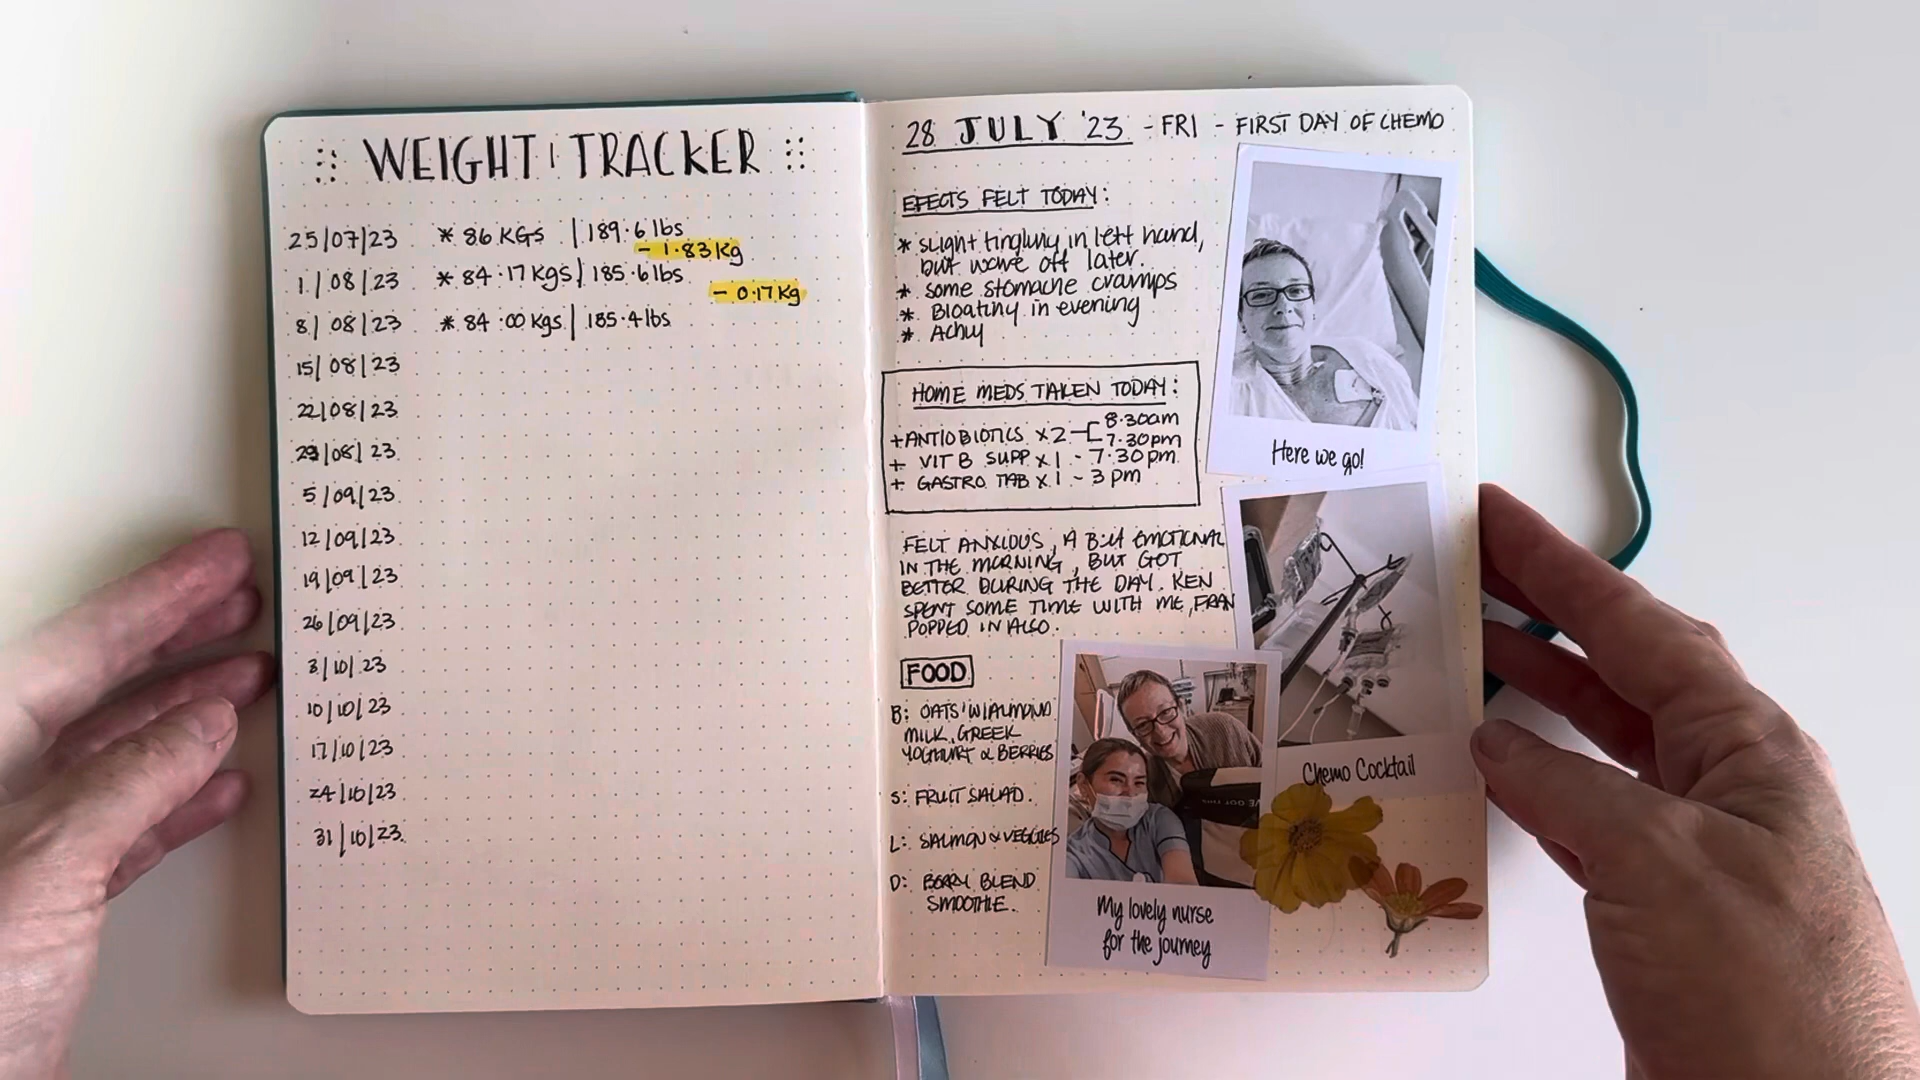 WEIGHT TRACKER
25/07/23 * 86 KGS | 189.6 lbs
- 1.83 Kg
1/08/23 * 84.17 Kgs | 185.6 lbs
- 0.17 Kg
8/08/23 * 84.00 Kgs | 185.4 lbs
15/08/23
22/08/23
29/08/23
5/09/23
12/09/23
19/09/23
26/09/23
3/10/23
10/10/23
17/10/23
24/10/23
31/10/23
28 JULY '23 - FRI - FIRST DAY OF CHEMO
EFECTS FELT TODAY:
* slight tingling in left hand,
but wore off later.
* some stomache cramps
* Bloating in evening
* Achy
HOME MEDS TAKEN TODAY:
+ ANTIOBIOTICS x2 - 8.30am
7.30pm
+ VIT B SUPP x1 - 7.30pm
+ GASTRO TAB x1 - 3 pm
FELT ANXIOUS, A BIT EMOTIONAL
IN THE MORNING, BUT GOT
BETTER DURING THE DAY. KEN
SPENT SOME TIME WITH ME, FRAN
POPPED IN ALSO.
FOOD
B: OATS W/ALMOND
MILK, GREEK
YOGHURT & BERRIES
S: FRUIT SALAD.
L: SALMON & VEGGIES
D: BERRY BLEND
SMOOTHIE.
Here we go!
Chemo Cocktail
My lovely nurse
for the journey